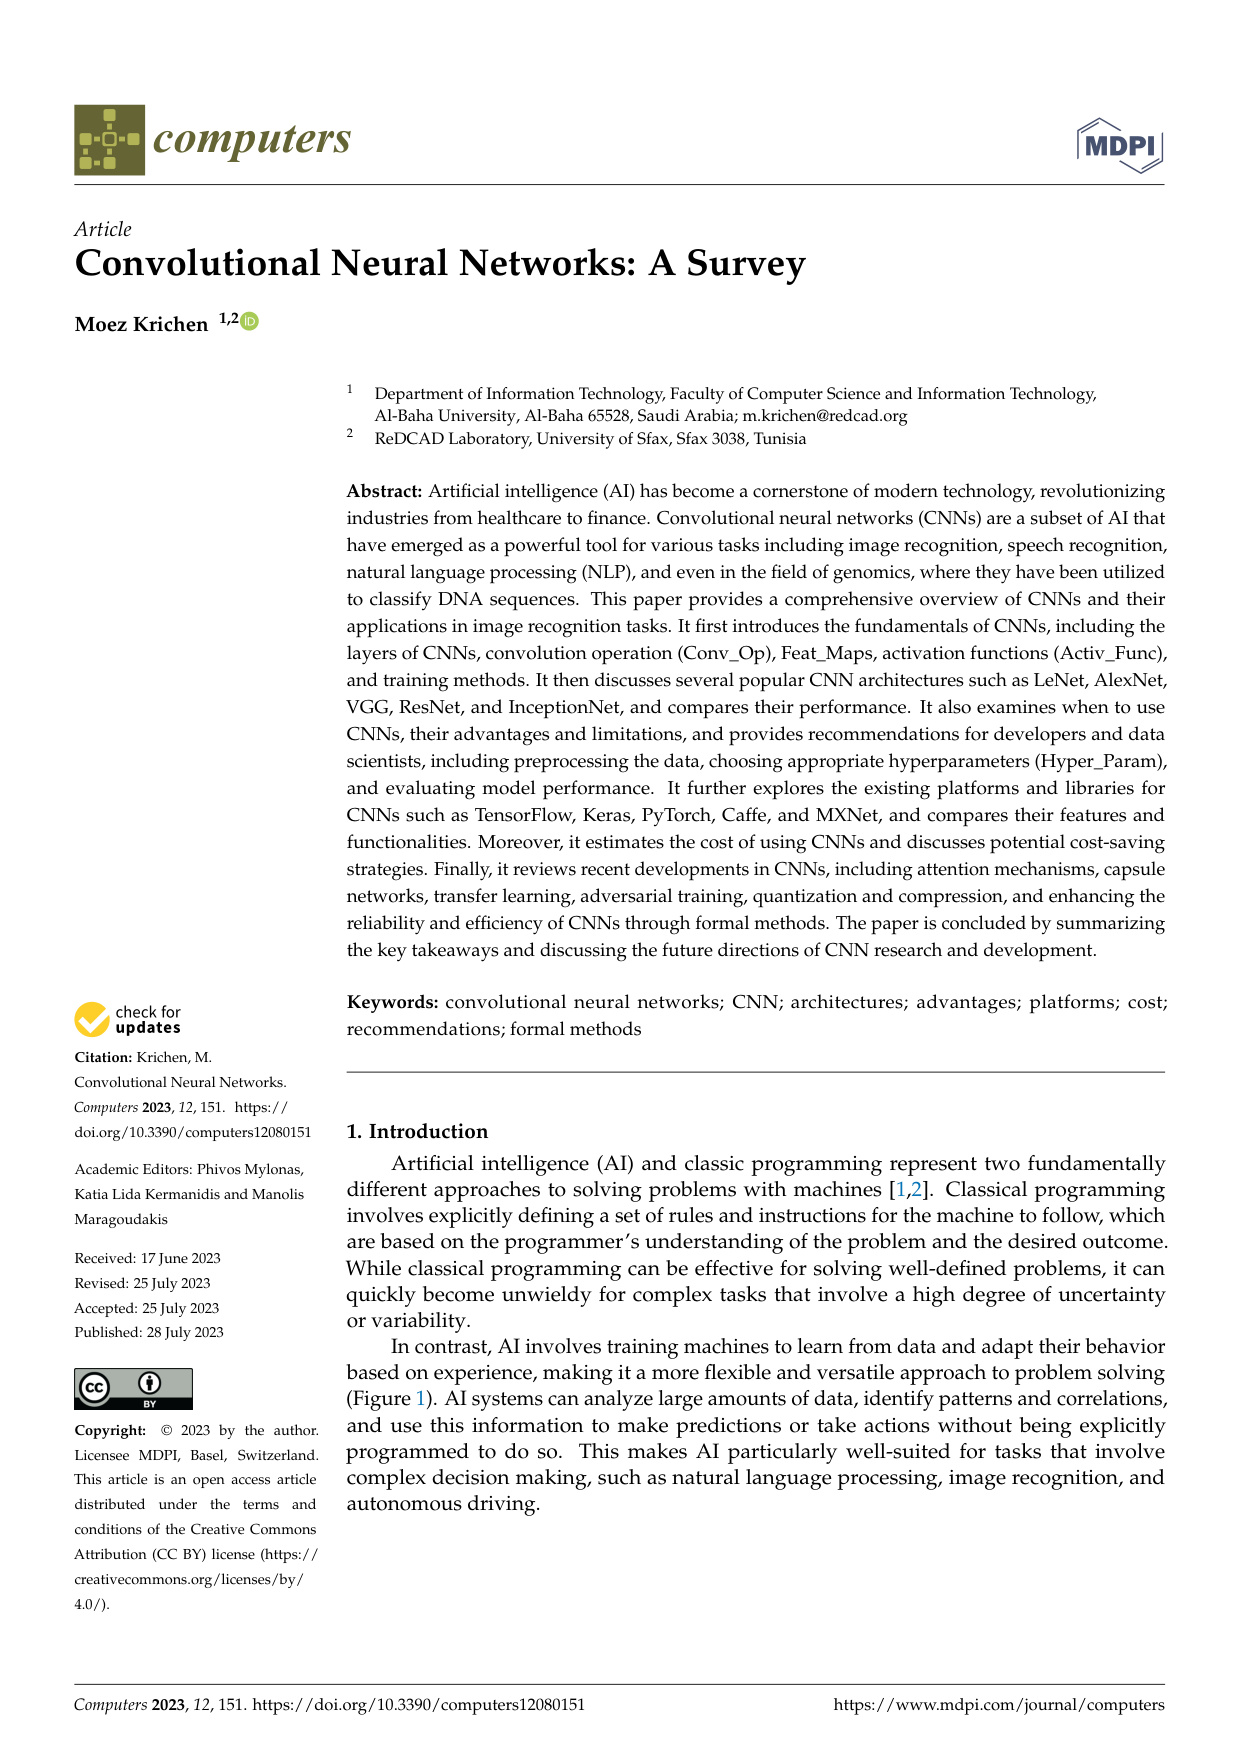 computers
MDPI
Article
Convolutional Neural Networks: A Survey
Moez Krichen 1,2 iD
1 Department of Information Technology, Faculty of Computer Science and Information Technology,
Al-Baha University, Al-Baha 65528, Saudi Arabia; m.krichen@redcad.org
2 ReDCAD Laboratory, University of Sfax, Sfax 3038, Tunisia
Abstract: Artificial intelligence (AI) has become a cornerstone of modern technology, revolutionizing
industries from healthcare to finance. Convolutional neural networks (CNNs) are a subset of AI that
have emerged as a powerful tool for various tasks including image recognition, speech recognition,
natural language processing (NLP), and even in the field of genomics, where they have been utilized
to classify DNA sequences. This paper provides a comprehensive overview of CNNs and their
applications in image recognition tasks. It first introduces the fundamentals of CNNs, including the
layers of CNNs, convolution operation (Conv_Op), Feat_Maps, activation functions (Activ_Func),
and training methods. It then discusses several popular CNN architectures such as LeNet, AlexNet,
VGG, ResNet, and InceptionNet, and compares their performance. It also examines when to use
CNNs, their advantages and limitations, and provides recommendations for developers and data
scientists, including preprocessing the data, choosing appropriate hyperparameters (Hyper_Param),
and evaluating model performance. It further explores the existing platforms and libraries for
CNNs such as TensorFlow, Keras, PyTorch, Caffe, and MXNet, and compares their features and
functionalities. Moreover, it estimates the cost of using CNNs and discusses potential cost-saving
strategies. Finally, it reviews recent developments in CNNs, including attention mechanisms, capsule
networks, transfer learning, adversarial training, quantization and compression, and enhancing the
reliability and efficiency of CNNs through formal methods. The paper is concluded by summarizing
the key takeaways and discussing the future directions of CNN research and development.
Keywords: convolutional neural networks; CNN; architectures; advantages; platforms; cost;
recommendations; formal methods
check for
updates
Citation: Krichen, M.
Convolutional Neural Networks.
Computers 2023, 12, 151. https://
doi.org/10.3390/computers12080151
Academic Editors: Phivos Mylonas,
Katia Lida Kermanidis and Manolis
Maragoudakis
Received: 17 June 2023
Revised: 25 July 2023
Accepted: 25 July 2023
Published: 28 July 2023
cc BY
Copyright: © 2023 by the author.
Licensee MDPI, Basel, Switzerland.
This article is an open access article
distributed under the terms and
conditions of the Creative Commons
Attribution (CC BY) license (https://
creativecommons.org/licenses/by/
4.0/).
1. Introduction
Artificial intelligence (AI) and classic programming represent two fundamentally
different approaches to solving problems with machines [1,2]. Classical programming
involves explicitly defining a set of rules and instructions for the machine to follow, which
are based on the programmer's understanding of the problem and the desired outcome.
While classical programming can be effective for solving well-defined problems, it can
quickly become unwieldy for complex tasks that involve a high degree of uncertainty
or variability.
In contrast, AI involves training machines to learn from data and adapt their behavior
based on experience, making it a more flexible and versatile approach to problem solving
(Figure 1). AI systems can analyze large amounts of data, identify patterns and correlations,
and use this information to make predictions or take actions without being explicitly
programmed to do so. This makes AI particularly well-suited for tasks that involve
complex decision making, such as natural language processing, image recognition, and
autonomous driving.
Computers 2023, 12, 151. https://doi.org/10.3390/computers12080151
https://www.mdpi.com/journal/computers